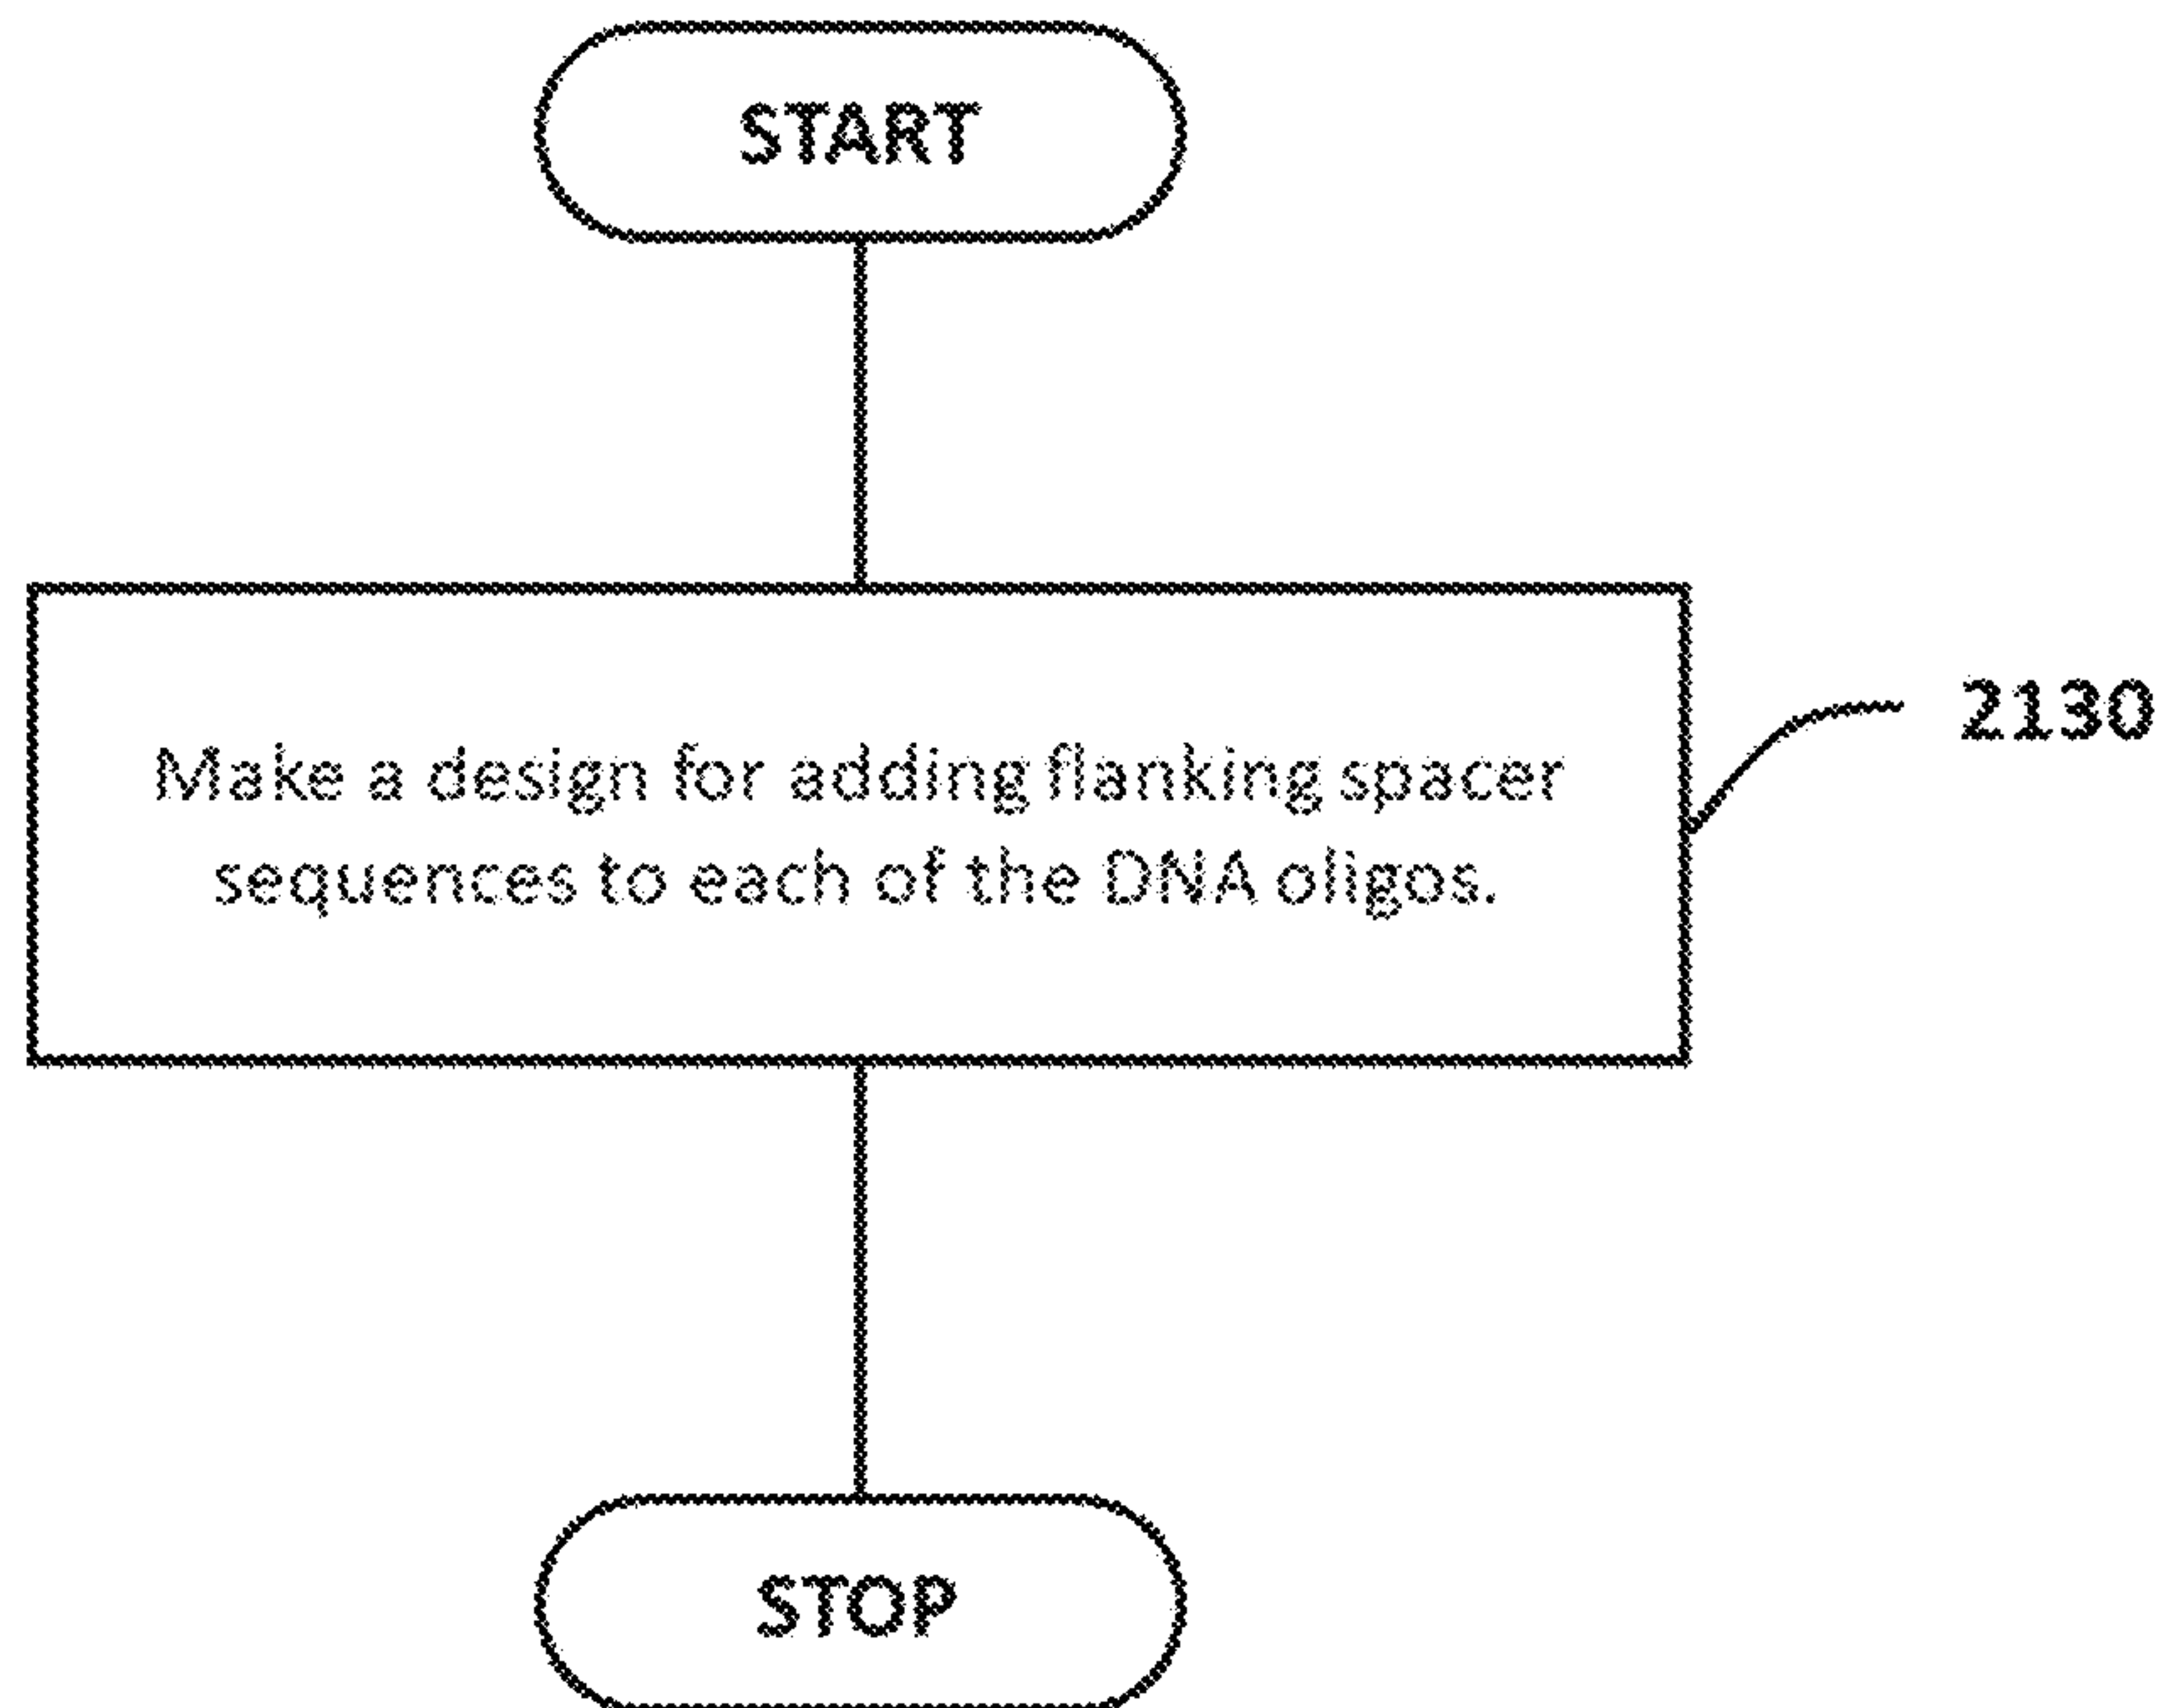 START
Make a design for adding flanking spacer
sequences to each of the DNA oligos.
2130
STOP